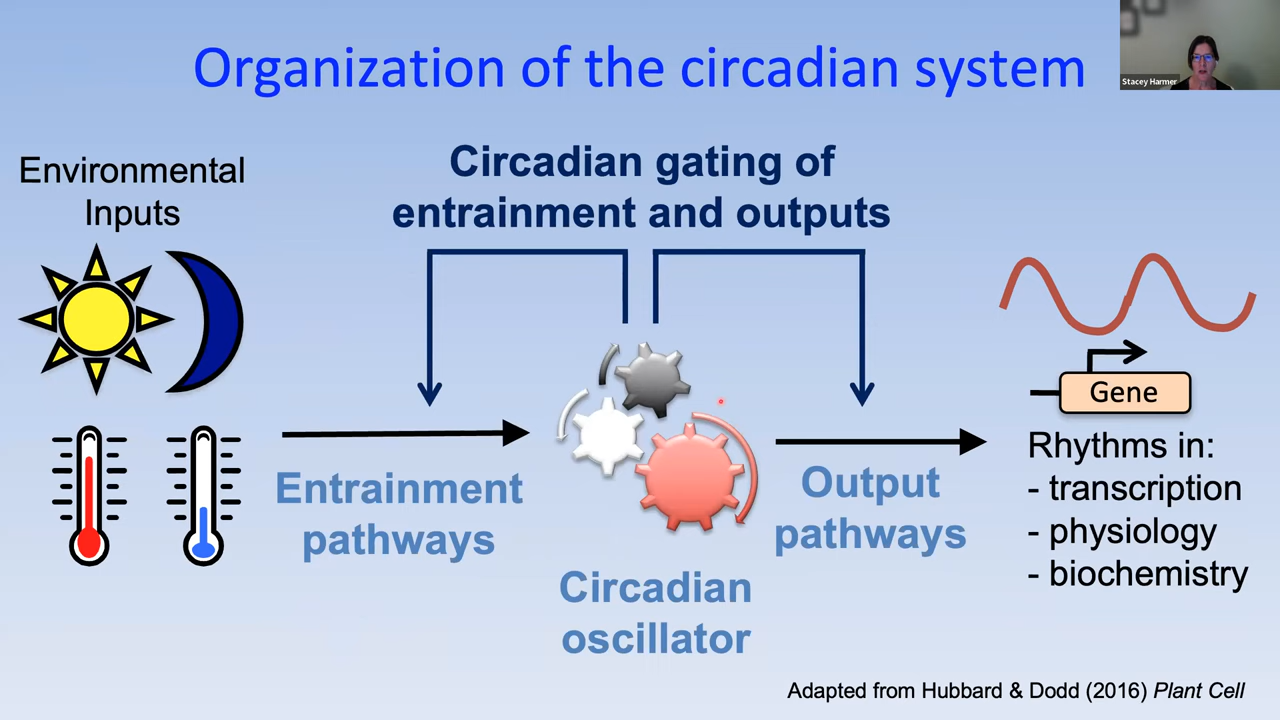 Organization of the circadian system
Stacey Harmer
Environmental
Inputs
Circadian gating of
entrainment and outputs
Entrainment
pathways
Circadian
oscillator
Output
pathways
Gene
Rhythms in:
- transcription
- physiology
- biochemistry
Adapted from Hubbard & Dodd (2016) Plant Cell